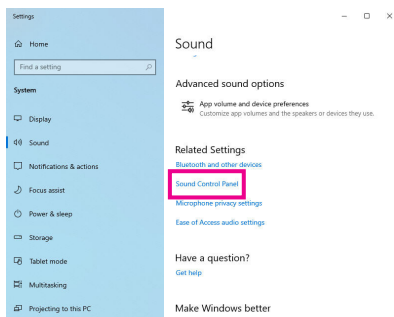 Settings
Home
Find a setting
System
Display
Sound
Notifications & actions
Focus assist
Power & sleep
Storage
Tablet mode
Multitasking
Projecting to this PC
Sound
Advanced sound options
App volume and device preferences
Customize app volumes and the speakers or devices they use.
Related Settings
Bluetooth and other devices
Sound Control Panel
Microphone privacy settings
Ease of Access audio settings
Have a question?
Get help
Make Windows better